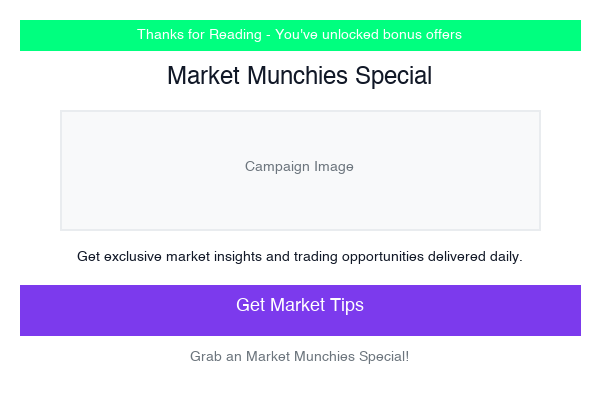 Thanks for Reading - You've unlocked bonus offers
Market Munchies Special
Campaign Image
Get exclusive market insights and trading opportunities delivered daily.
Get Market Tips
Grab an Market Munchies Special!